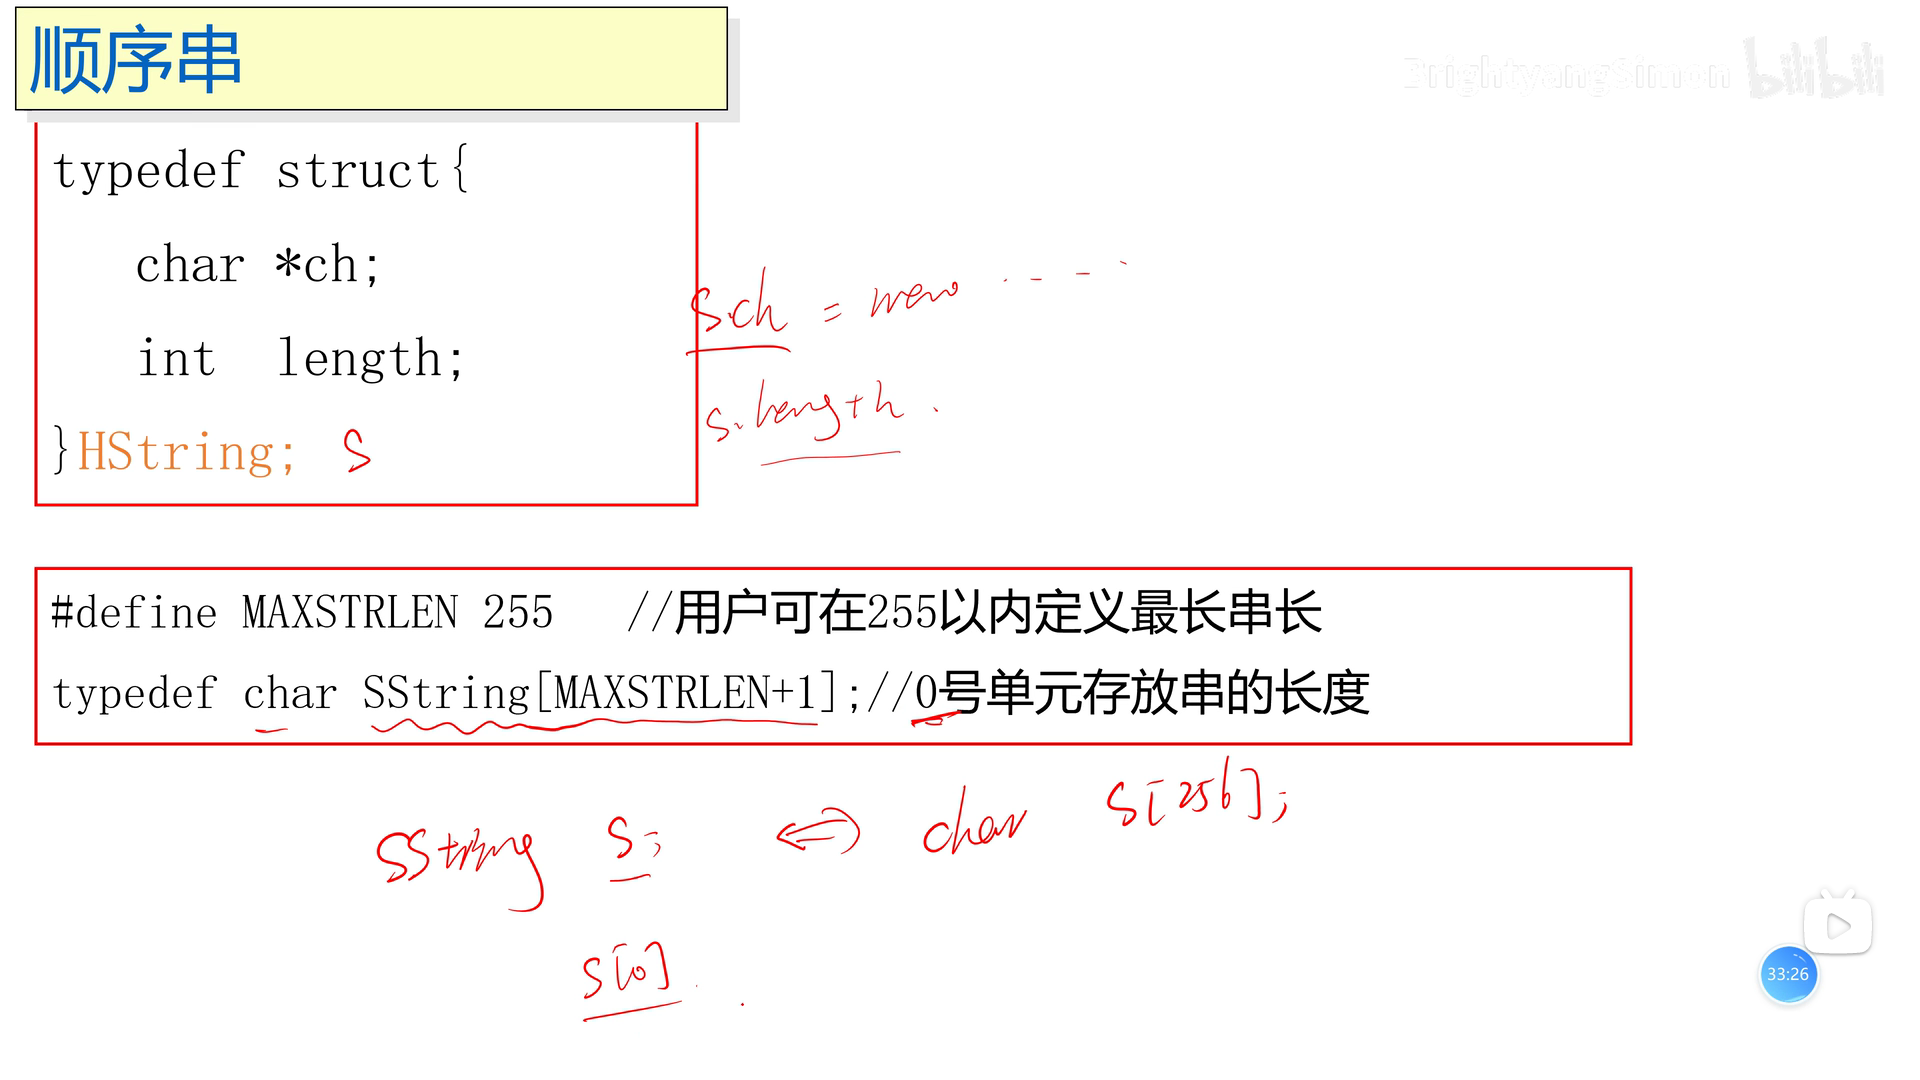 顺序串
BrightyangSimon bilibili
typedef struct{
char *ch;
int length;
}HString; S
S.ch = new ----
S.length.
#define MAXSTRLEN 255 //用户可在255以内定义最长串长
typedef char SString[MAXSTRLEN+1];//0号单元存放串的长度
SString S; <=> char S[256];
S[0]
33:26